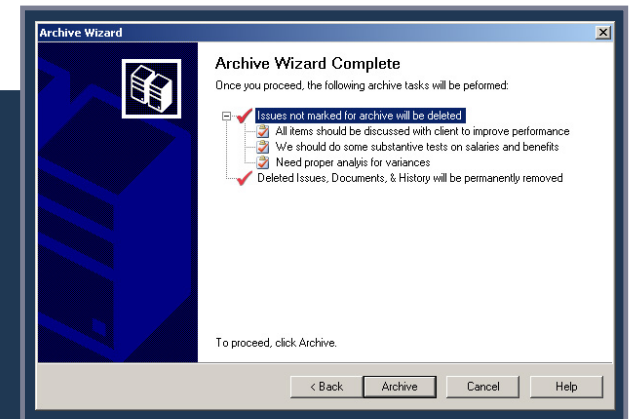 Archive Wizard
Archive Wizard Complete
Once you proceed, the following archive tasks will be peformed:
Issues not marked for archive will be deleted
All items should be discussed with client to improve performance
We should do some substantive tests on salaries and benefits
Need proper analyis for variances
Deleted Issues, Documents, & History will be permanently removed
To proceed, click Archive.
< Back Archive Cancel Help